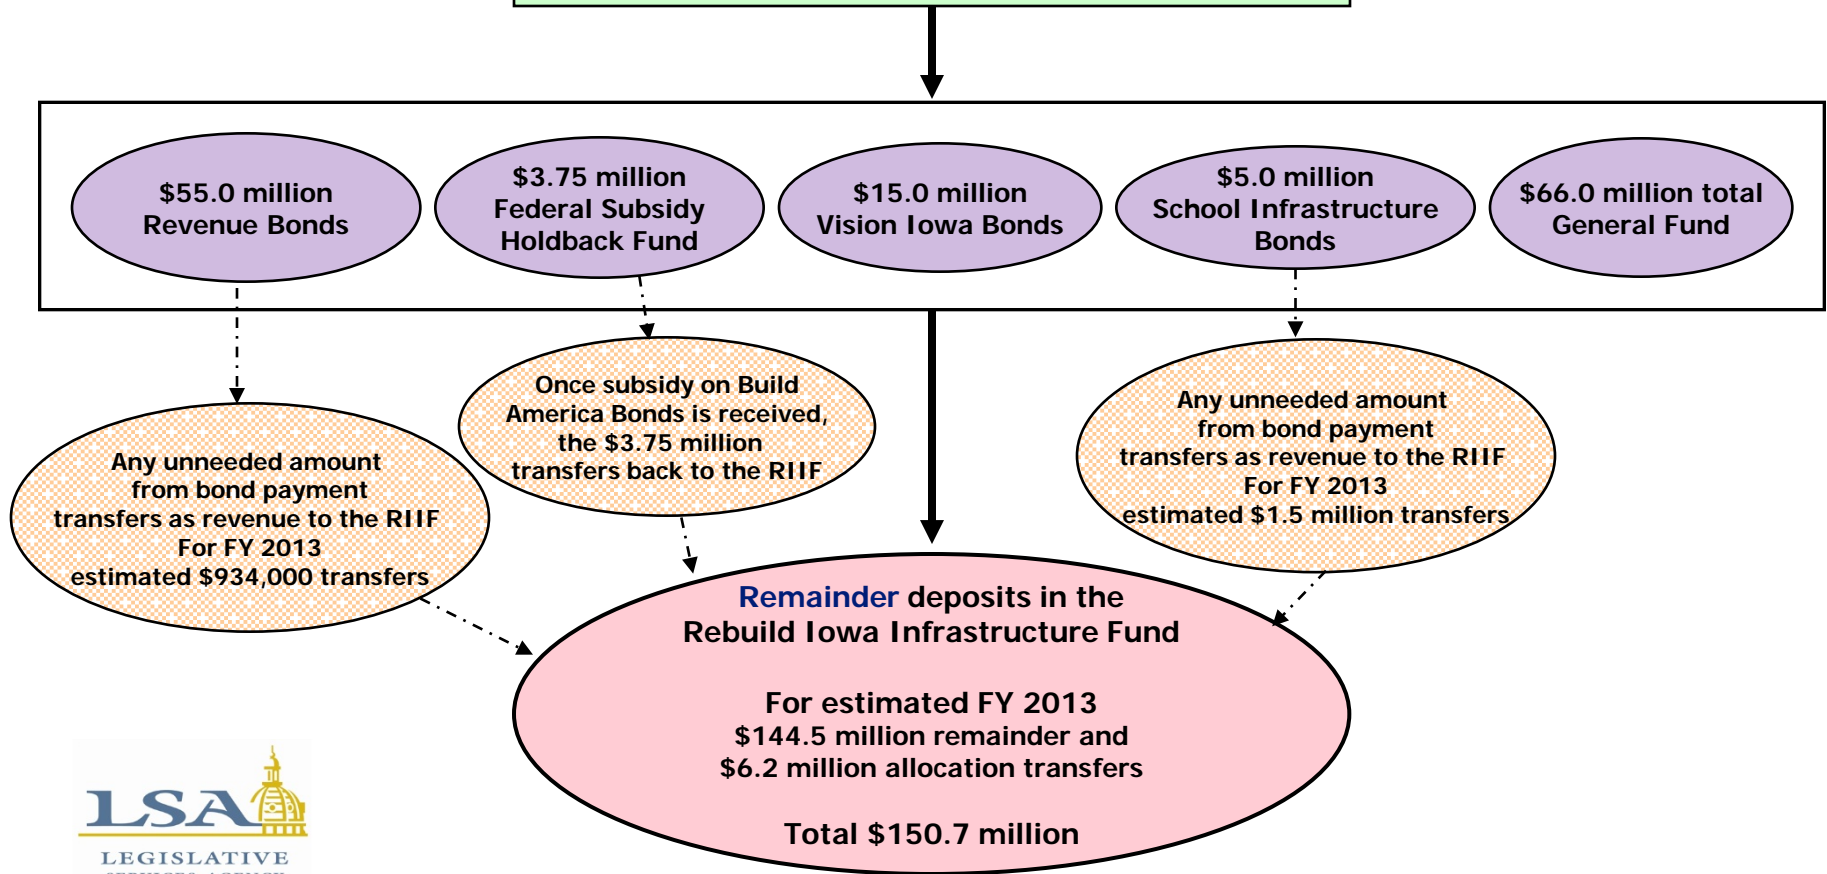 $55.0 million
Revenue Bonds
$3.75 million
Federal Subsidy
Holdback Fund
$15.0 million
Vision Iowa Bonds
$5.0 million
School Infrastructure
Bonds
$66.0 million total
General Fund
Any unneeded amount
from bond payment
transfers as revenue to the RIIF
For FY 2013
estimated $934,000 transfers
Once subsidy on Build
America Bonds is received,
the $3.75 million
transfers back to the RIIF
Any unneeded amount
from bond payment
transfers as revenue to the RIIF
For FY 2013
estimated $1.5 million transfers
Remainder deposits in the
Rebuild Iowa Infrastructure Fund
For estimated FY 2013
$144.5 million remainder and
$6.2 million allocation transfers
Total $150.7 million
LSA
LEGISLATIVE
SERVICES AGENCY